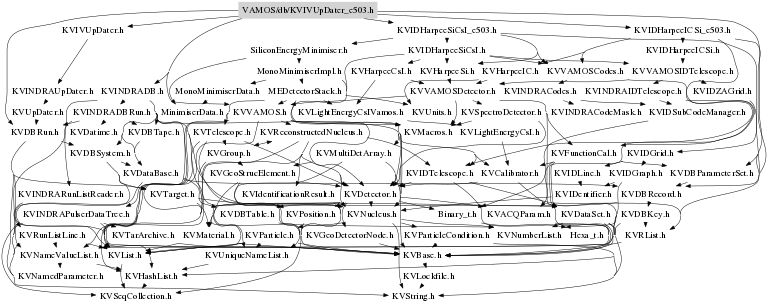 VAMOS/db/KVIVUpDater_e503.h
KVIVUpDater.h KVIDHarpeeSiCsI_e503.h KVIDHarpeeICSi_e503.h
SiliconEnergyMinimiser.h KVIDHarpeeSiCsI.h KVIDHarpeeICSi.h
MonoMinimiserImpl.h KVHarpeeCsI.h KVHarpeeSi.h KVHarpeeIC.h KVVAMOSCodes.h KVVAMOSIDTelescope.h
KVINDRAUpDater.h KVINDRADB.h MonoMinimiserData.h MEDetectorStack.h KVVAMOSDetector.h KVINDRACodes.h KVINDRAIDTelescope.h KVIDZAGrid.h
KVUpDater.h KVINDRADBRun.h MinimiserData.h KVVAMOS.h KVLightEnergyCsIVamos.h KVUnits.h KVSpectroDetector.h KVINDRACodeMask.h KVIDSubCodeManager.h
KVDBRun.h KVDatime.h KVDBTape.h KVTelescope.h KVReconstructedNucleus.h KVMacros.h KVLightEnergyCsI.h
KVDBSystem.h KVGroup.h KVMultiDetArray.h KVFunctionCal.h KVIDGrid.h
KVDataBase.h KVGeoStrucElement.h KVIDTelescope.h KVCalibrator.h KVIDLine.h KVIDGraph.h KVDBParameterSet.h
KVINDRARunListReader.h KVTarget.h KVIdentificationResult.h KVDetector.h KVIDentifier.h KVDBRecord.h
KVINDRAPulserDataTree.h KVDBTable.h KVPosition.h KVNucleus.h Binary_t.h KVACQParam.h KVDataSet.h KVDBKey.h
KVRunListLine.h KVTarArchive.h KVMaterial.h KVParticle.h KVGeoDetectorNode.h KVParticleCondition.h KVNumberList.h Hexa_t.h KVRList.h
KVNameValueList.h KVList.h KVUniqueNameList.h KVBase.h
KVNamedParameter.h KVHashList.h KVLockfile.h
KVSeqCollection.h KVString.h